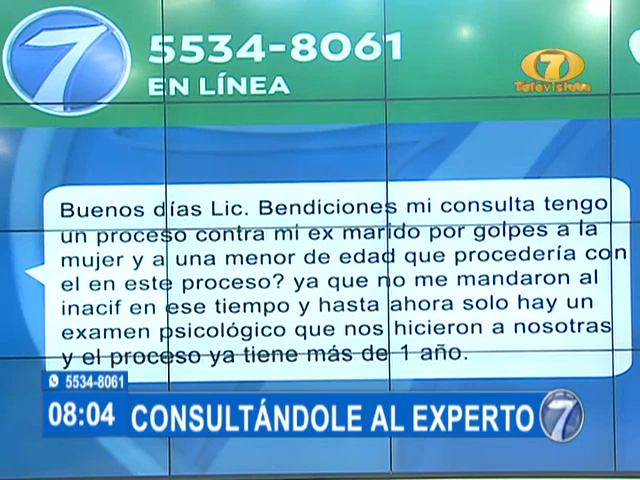 7
5534-8061
EN LÍNEA
7
Televisiete
Buenos días Lic. Bendiciones mi consulta tengo
un proceso contra mi ex marido por golpes a la
mujer y a una menor de edad que procedería con
el en este proceso? ya que no me mandaron al
inacif en ese tiempo y hasta ahora solo hay un
examen psicológico que nos hicieron a nosotras
y el proceso ya tiene más de 1 año.
5534-8061
08:04 CONSULTÁNDOLE AL EXPERTO 7